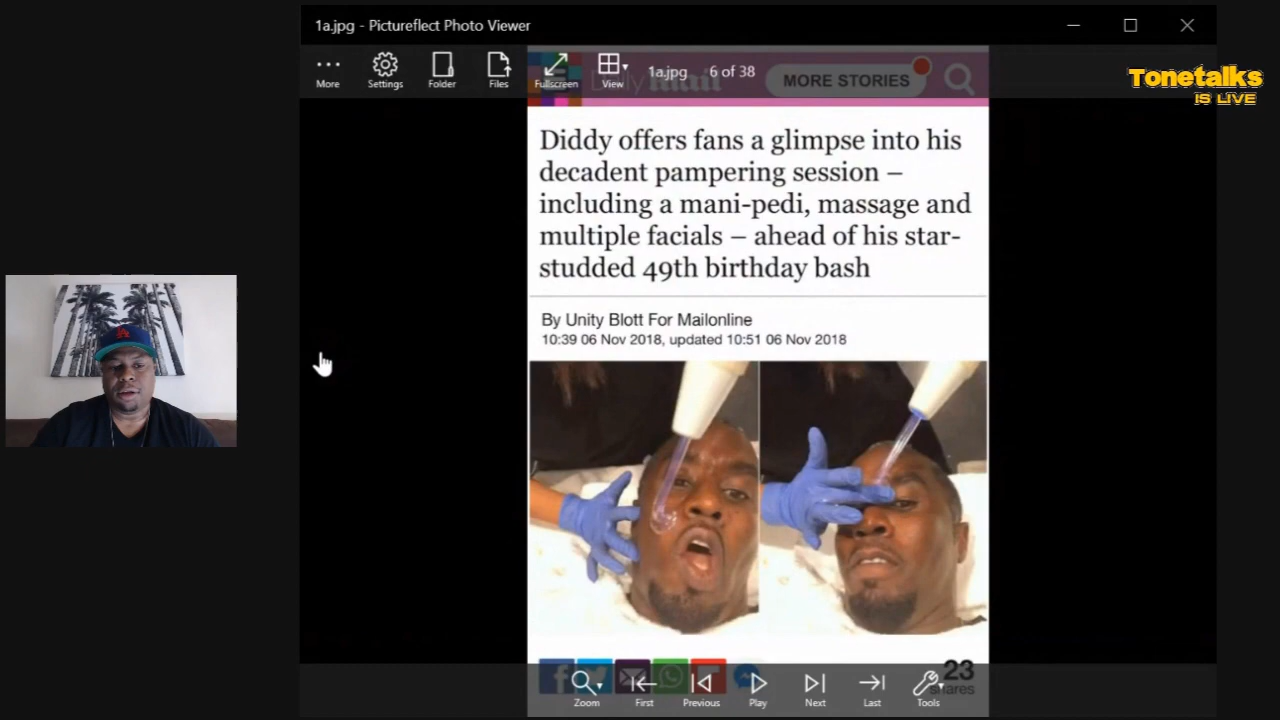 1a.jpg - Pictureflect Photo Viewer
More
Settings
Folder
Files
Fullscreen
View
1a.jpg 6 of 38
mail
MORE STORIES
Tonetalks
IS LIVE
Diddy offers fans a glimpse into his
decadent pampering session –
including a mani-pedi, massage and
multiple facials – ahead of his star-
studded 49th birthday bash
By Unity Blott For Mailonline
10:39 06 Nov 2018, updated 10:51 06 Nov 2018
23
shares
Zoom
First
Previous
Play
Next
Last
Tools